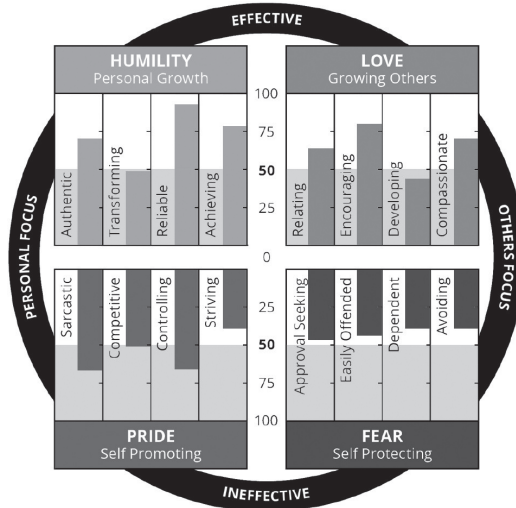 EFFECTIVE
HUMILITY
Personal Growth
LOVE
Growing Others
PERSONAL FOCUS
OTHERS FOCUS
100
75
50
25
0
25
50
75
100
Authentic
Transforming
Reliable
Achieving
Relating
Encouraging
Developing
Compassionate
Sarcastic
Competitive
Controlling
Striving
Approval Seeking
Easily Offended
Dependent
Avoiding
PRIDE
Self Promoting
FEAR
Self Protecting
INEFFECTIVE